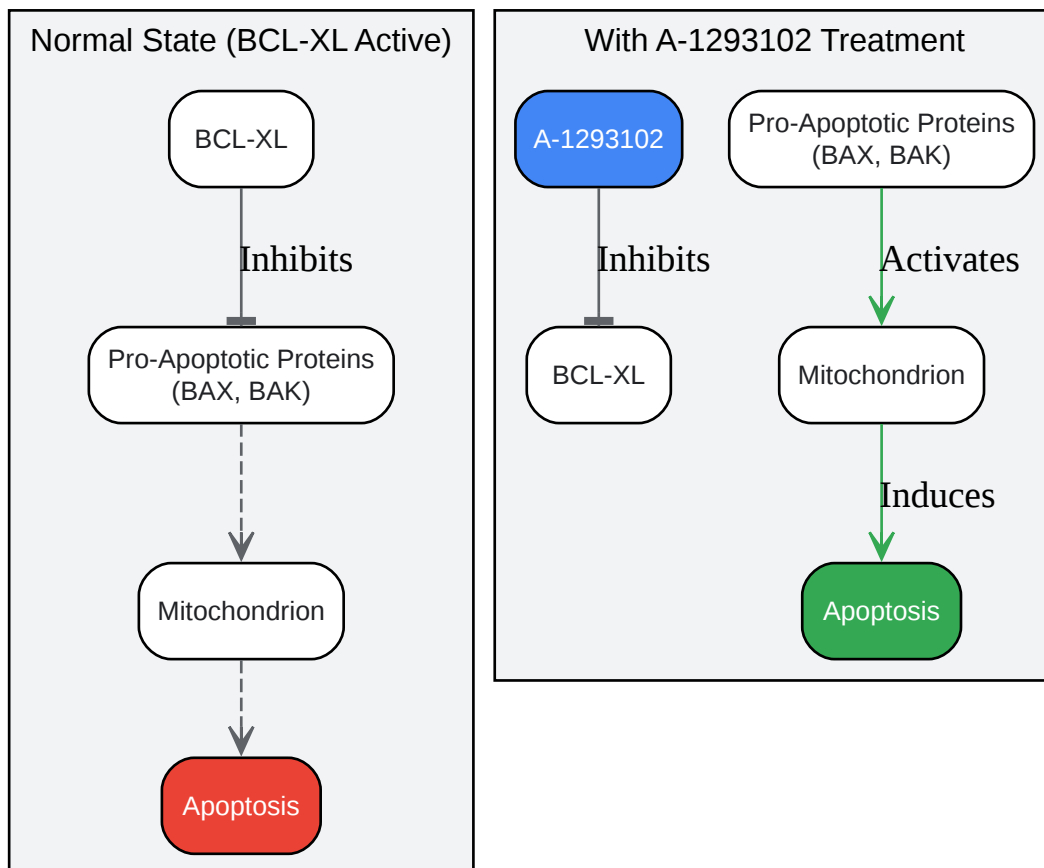 Normal State (BCL-XL Active)
BCL-XL
Inhibits
Pro-Apoptotic Proteins
(BAX, BAK)
Mitochondrion
Apoptosis
With A-1293102 Treatment
A-1293102
Pro-Apoptotic Proteins
(BAX, BAK)
Inhibits
Activates
BCL-XL
Mitochondrion
Induces
Apoptosis